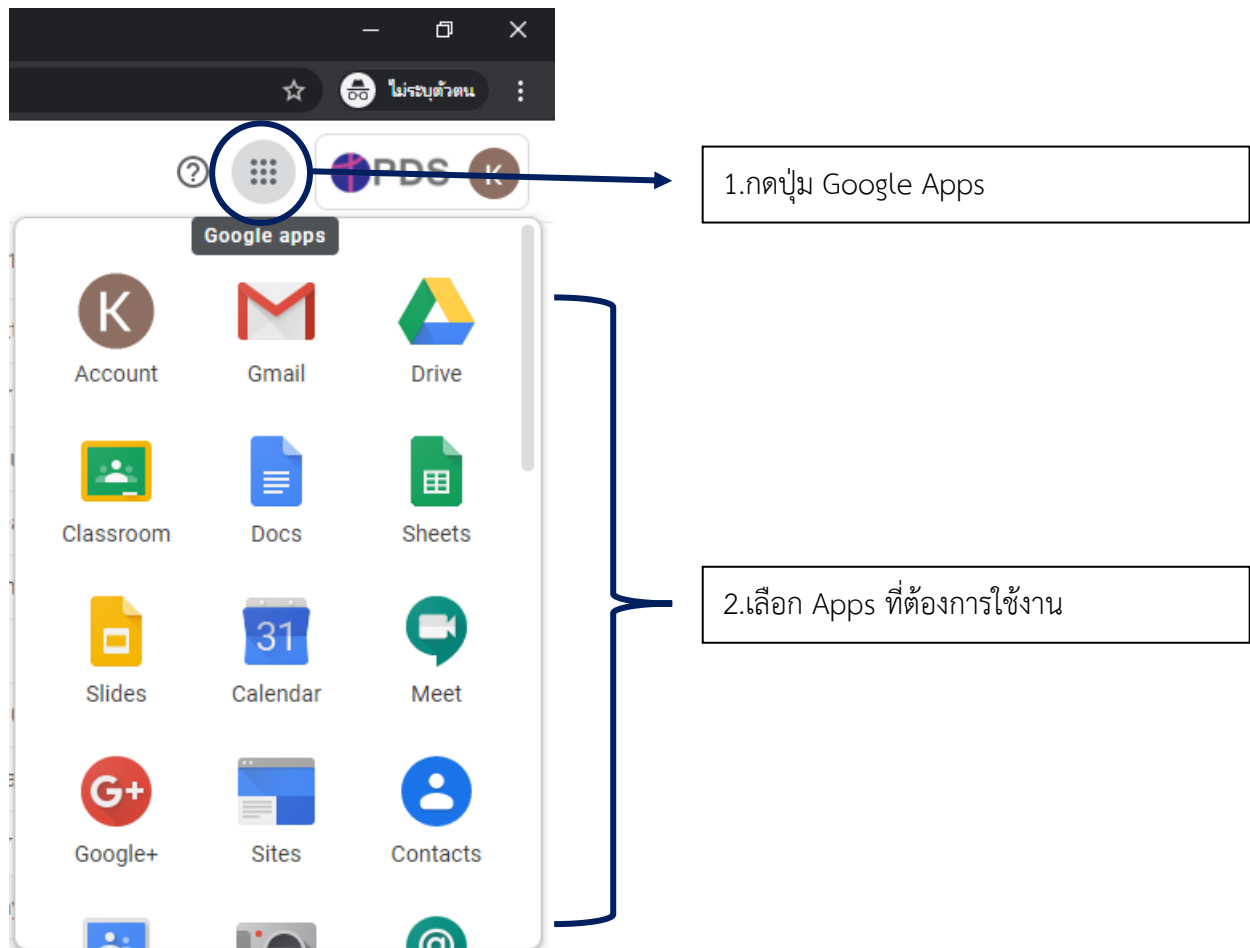 ไม่ระบุตัวตน
PDS K
1.กดปุ่ม Google Apps
Google apps
K
Account Gmail Drive
Classroom Docs Sheets
31
Slides Calendar Meet
2.เลือก Apps ที่ต้องการใช้งาน
G+
Google+ Sites Contacts
@